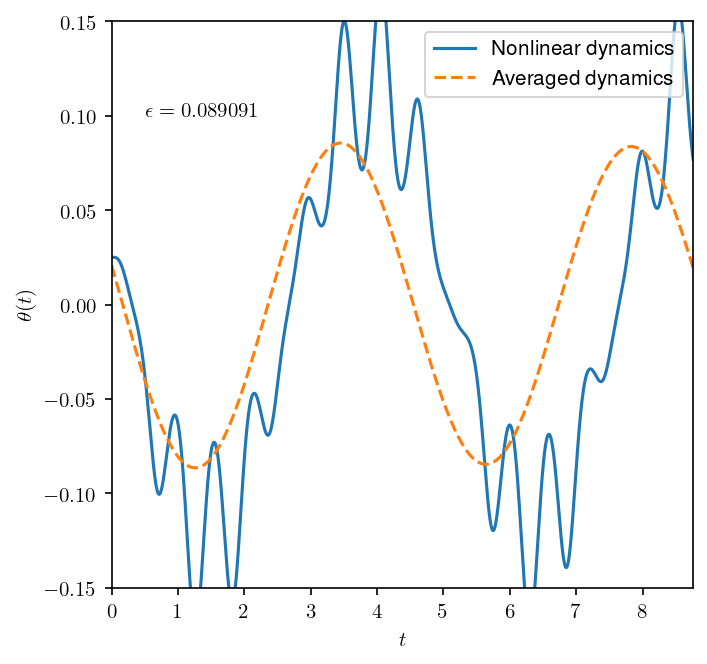 Nonlinear dynamics
Averaged dynamics
ϵ = 0.089091
0.15
0.10
0.05
0.00
−0.05
−0.10
−0.15
θ(t)
0 1 2 3 4 5 6 7 8
t